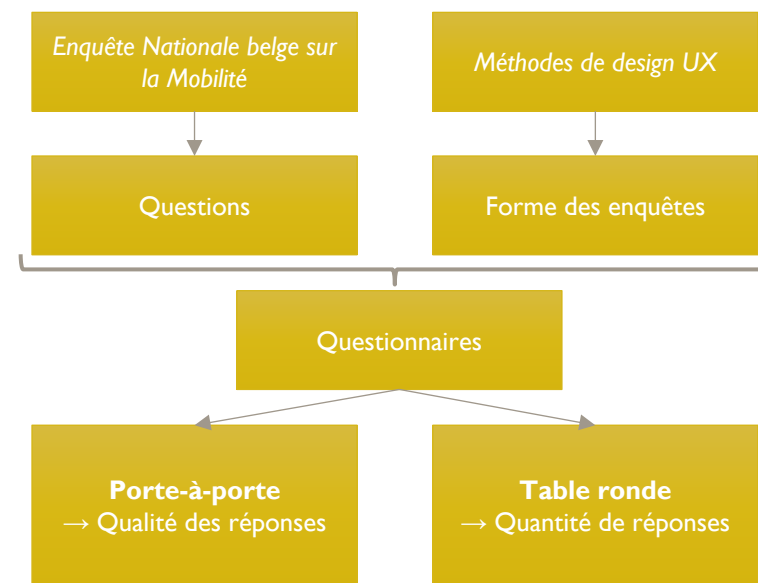 Enquête Nationale belge sur
la Mobilité
Méthodes de design UX
Questions
Forme des enquêtes
Questionnaires
Porte-à-porte
→ Qualité des réponses
Table ronde
→ Quantité de réponses